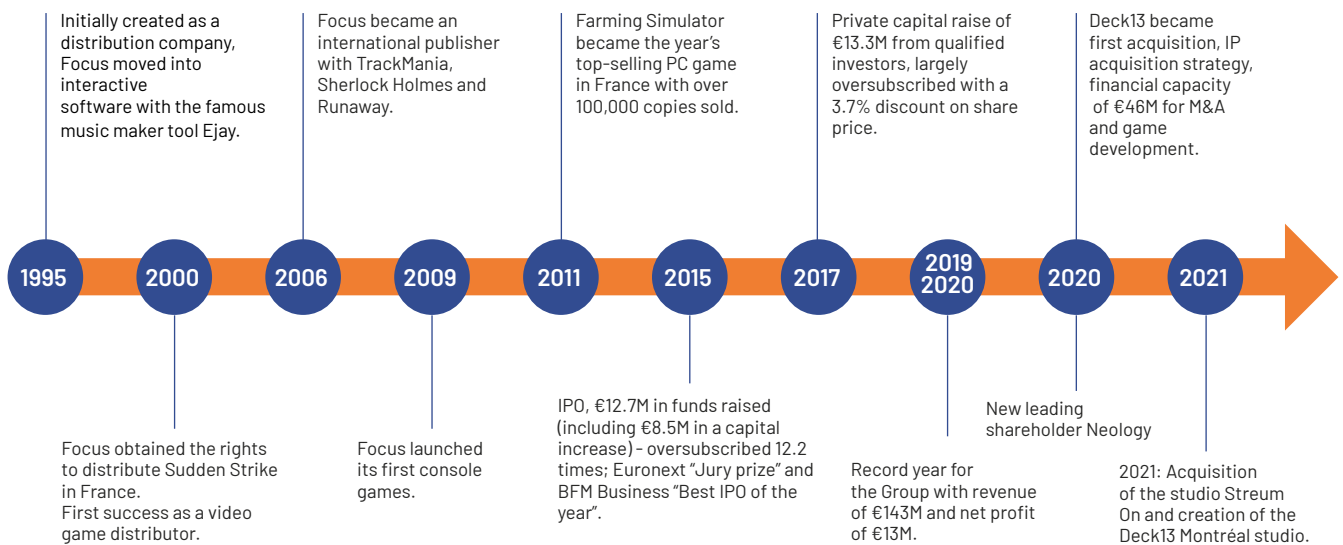 Initially created as a
distribution company,
Focus moved into
interactive
software with the famous
music maker tool Ejay.
Focus became an
international publisher
with TrackMania,
Sherlock Holmes and
Runaway.
Farming Simulator
became the year’s
top-selling PC game
in France with over
100,000 copies sold.
Private capital raise of
€13.3M from qualified
investors, largely
oversubscribed with a
3.7% discount on share
price.
Deck13 became
first acquisition, IP
acquisition strategy,
financial capacity
of €46M for M&A
and game
development.
1995
2000
2006
2009
2011
2015
2017
2019
2020
2020
2021
Focus obtained the rights
to distribute Sudden Strike
in France.
First success as a video
game distributor.
Focus launched
its first console
games.
IPO, €12.7M in funds raised
(including €8.5M in a capital
increase) - oversubscribed 12.2
times; Euronext “Jury prize” and
BFM Business “Best IPO of the
year”.
Record year for
the Group with revenue
of €143M and net profit
of €13M.
New leading
shareholder Neology
2021: Acquisition
of the studio Streum
On and creation of the
Deck13 Montréal studio.